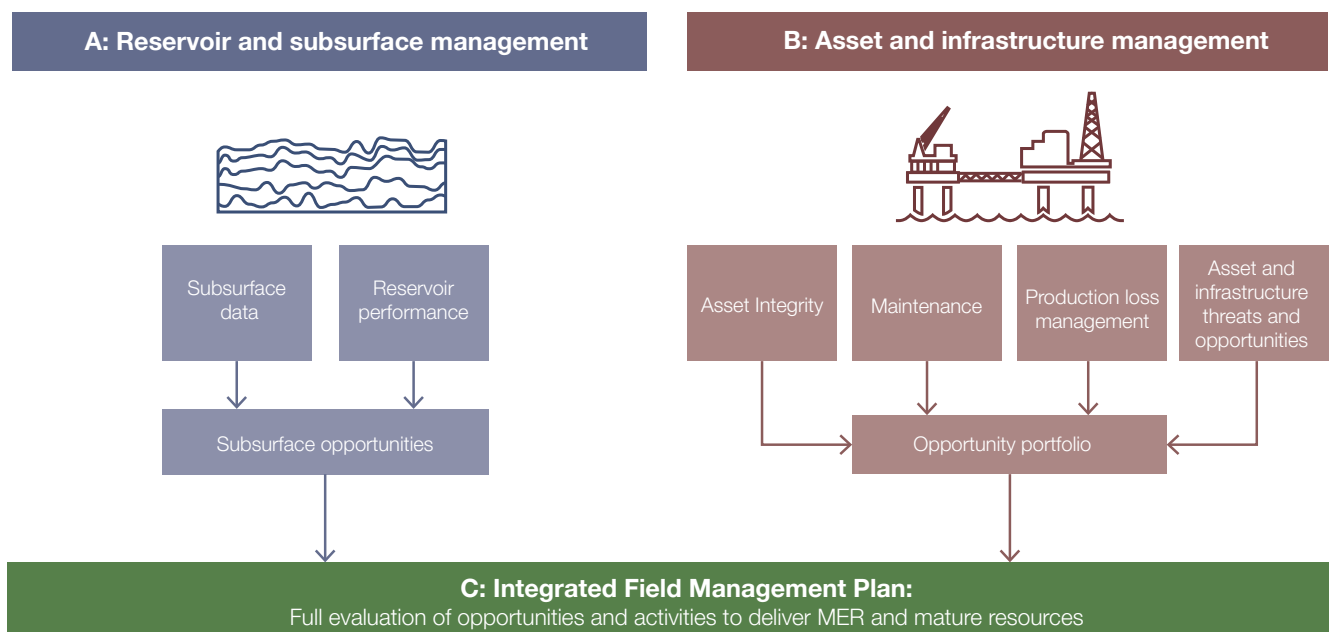 A: Reservoir and subsurface management
B: Asset and infrastructure management
Subsurface
data
Reservoir
performance
Asset Integrity
Maintenance
Production loss
management
Asset and
infrastructure
threats and
opportunities
Subsurface opportunities
Opportunity portfolio
C: Integrated Field Management Plan:
Full evaluation of opportunities and activities to deliver MER and mature resources